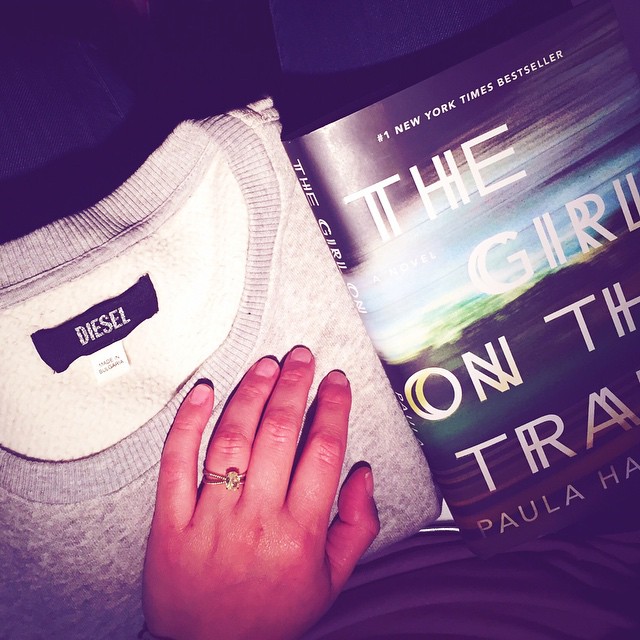 DIESEL
MADE IN
BULGARIA
THE GIRL ON
#1 NEW YORK TIMES BESTSELLER
THE
A NOVEL
GIRL
ON TH
TRA
PAULA HA